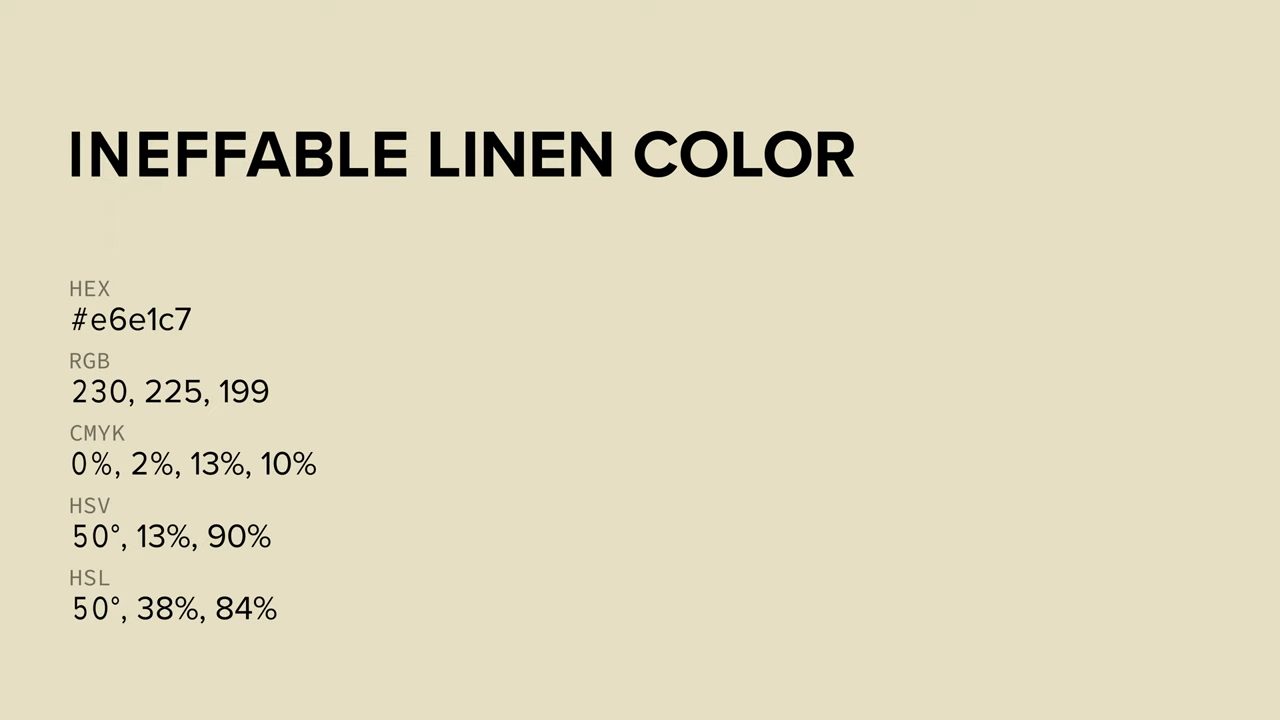 INEFFABLE LINEN COLOR
HEX
#e6e1c7
RGB
230, 225, 199
CMYK
0%, 2%, 13%, 10%
HSV
50°, 13%, 90%
HSL
50°, 38%, 84%